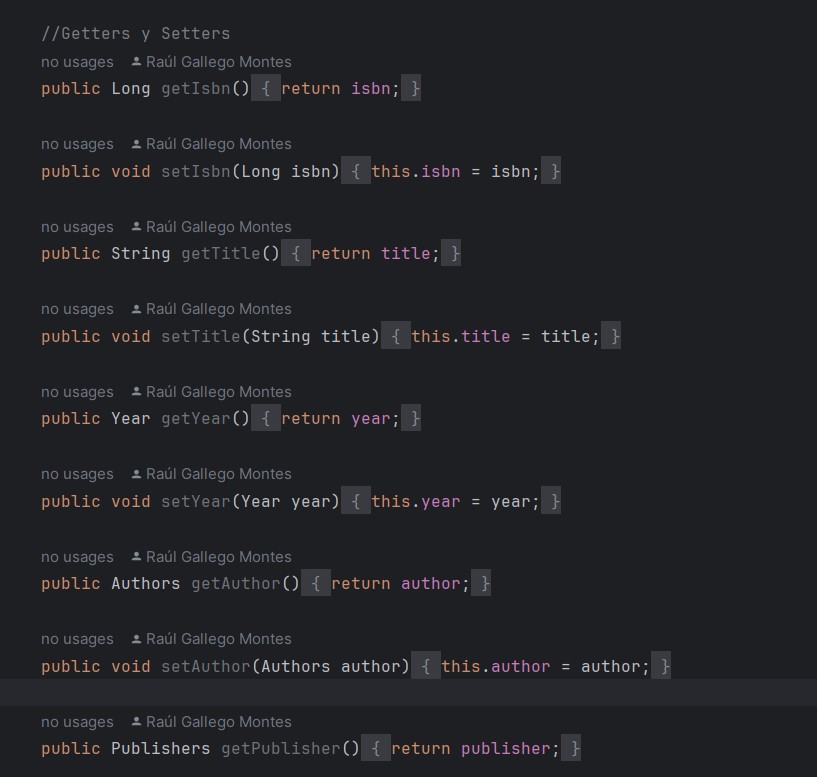 //Getters y Setters
no usages Raúl Gallego Montes
public Long getIsbn() { return isbn; }
no usages Raúl Gallego Montes
public void setIsbn(Long isbn) { this.isbn = isbn; }
no usages Raúl Gallego Montes
public String getTitle() { return title; }
no usages Raúl Gallego Montes
public void setTitle(String title) { this.title = title; }
no usages Raúl Gallego Montes
public Year getYear() { return year; }
no usages Raúl Gallego Montes
public void setYear(Year year) { this.year = year; }
no usages Raúl Gallego Montes
public Authors getAuthor() { return author; }
no usages Raúl Gallego Montes
public void setAuthor(Authors author) { this.author = author; }
no usages Raúl Gallego Montes
public Publishers getPublisher() { return publisher; }